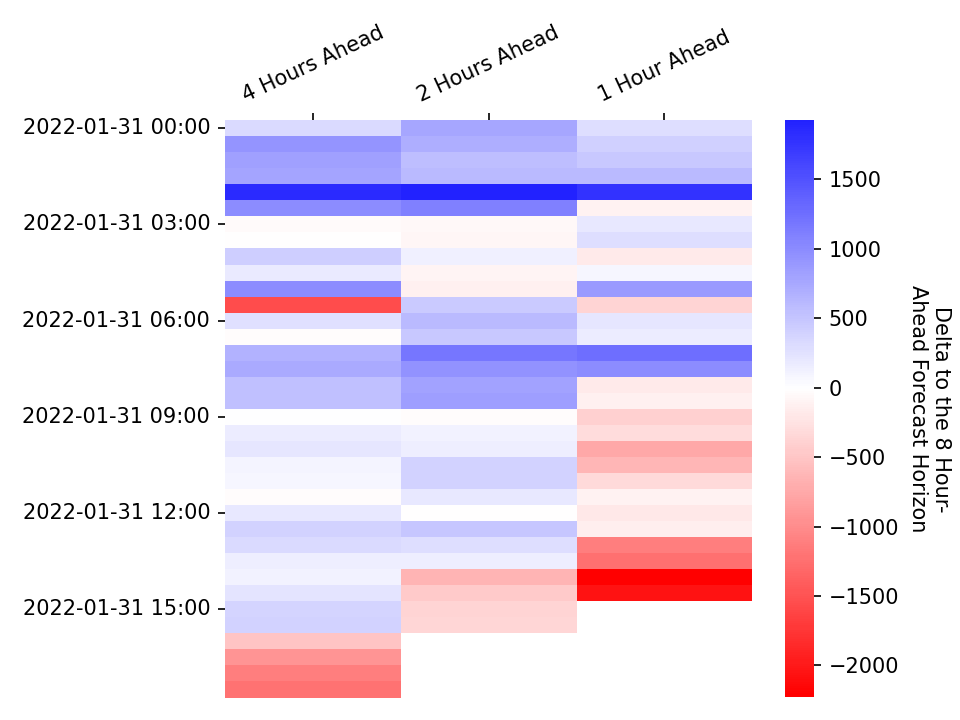 4 Hours Ahead
2 Hours Ahead
1 Hour Ahead
2022-01-31 00:00
2022-01-31 03:00
2022-01-31 06:00
2022-01-31 09:00
2022-01-31 12:00
2022-01-31 15:00
1500
1000
500
0
−500
−1000
−1500
−2000
Delta to the 8 Hour-
Ahead Forecast Horizon